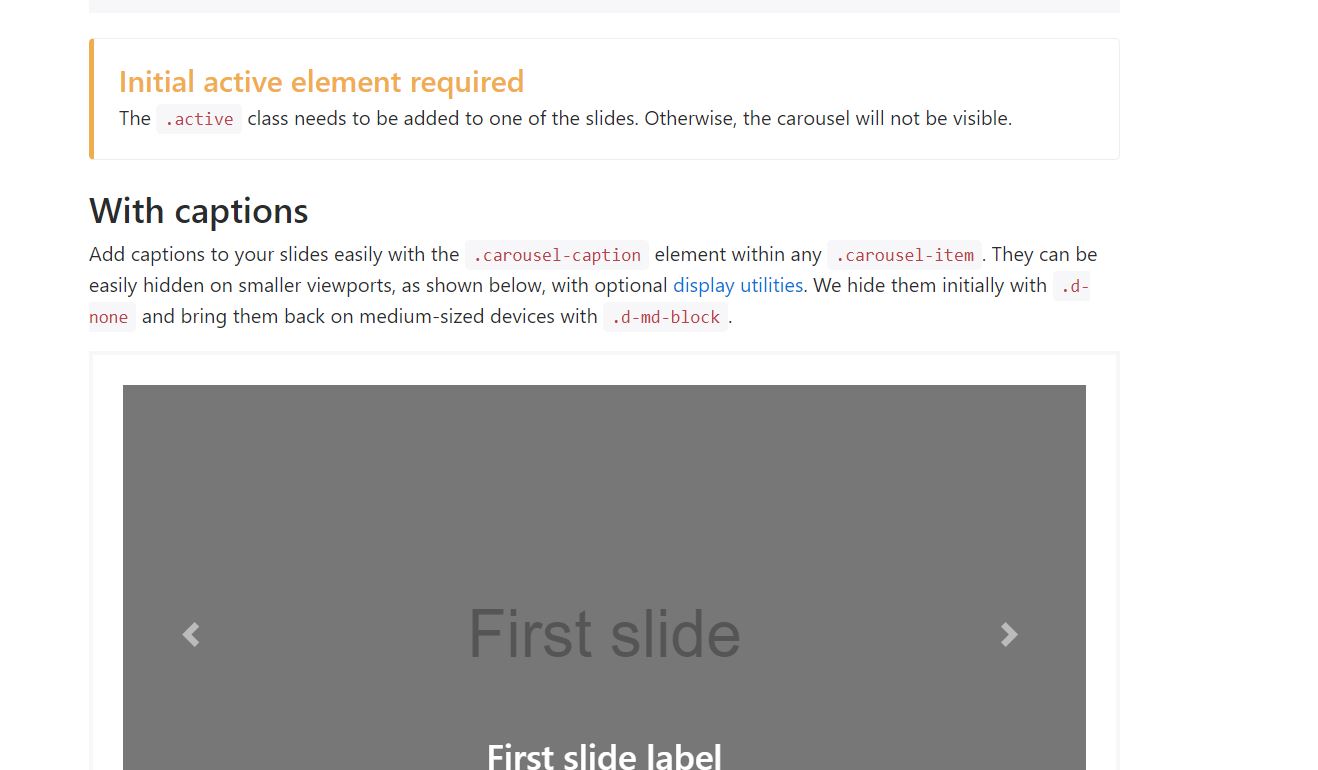 Initial active element required
The .active class needs to be added to one of the slides. Otherwise, the carousel will not be visible.
With captions
Add captions to your slides easily with the .carousel-caption element within any .carousel-item. They can be
easily hidden on smaller viewports, as shown below, with optional display utilities. We hide them initially with .d-
none and bring them back on medium-sized devices with .d-md-block.
First slide
First slide label